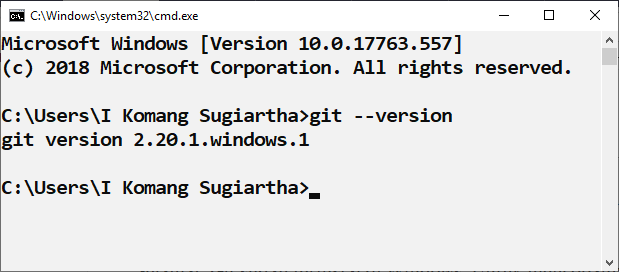 C:\Windows\system32\cmd.exe
Microsoft Windows [Version 10.0.17763.557]
(c) 2018 Microsoft Corporation. All rights reserved.
C:\Users\I Komang Sugiartha>git --version
git version 2.20.1.windows.1
C:\Users\I Komang Sugiartha>